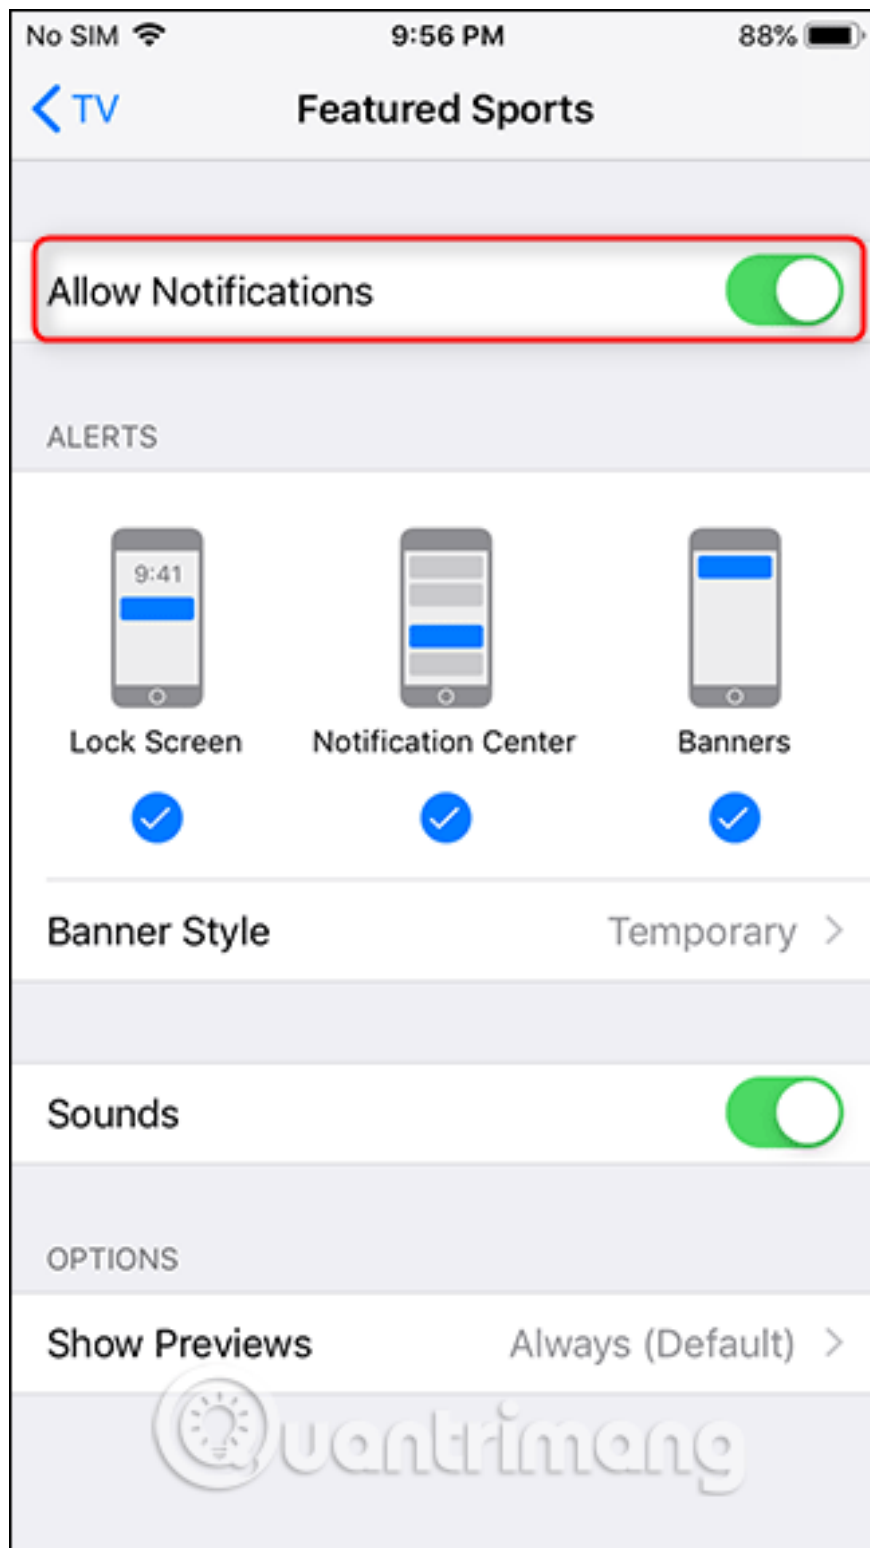 No SIM 9:56 PM 88%
TV Featured Sports
Allow Notifications
ALERTS
9:41
Lock Screen Notification Center Banners
Banner Style Temporary
Sounds
OPTIONS
Show Previews Always (Default)
Quantrimang